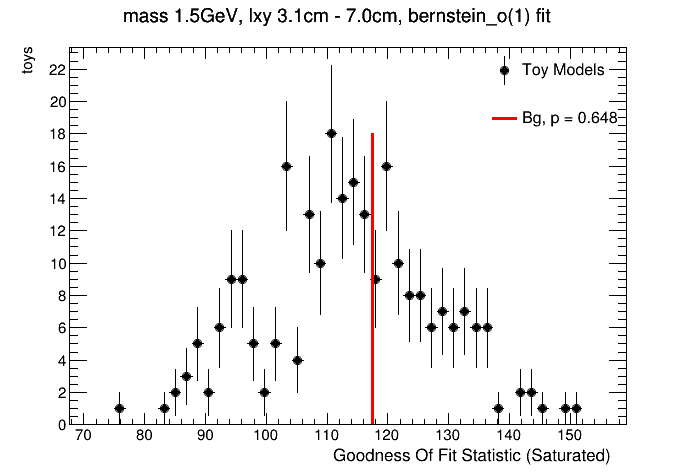 mass 1.5GeV, lxy 3.1cm - 7.0cm, bernstein_o(1) fit
toys
Toy Models
Bg, p = 0.648
22
20
18
16
14
12
10
8
6
4
2
0
70 80 90 100 110 120 130 140 150
Goodness Of Fit Statistic (Saturated)